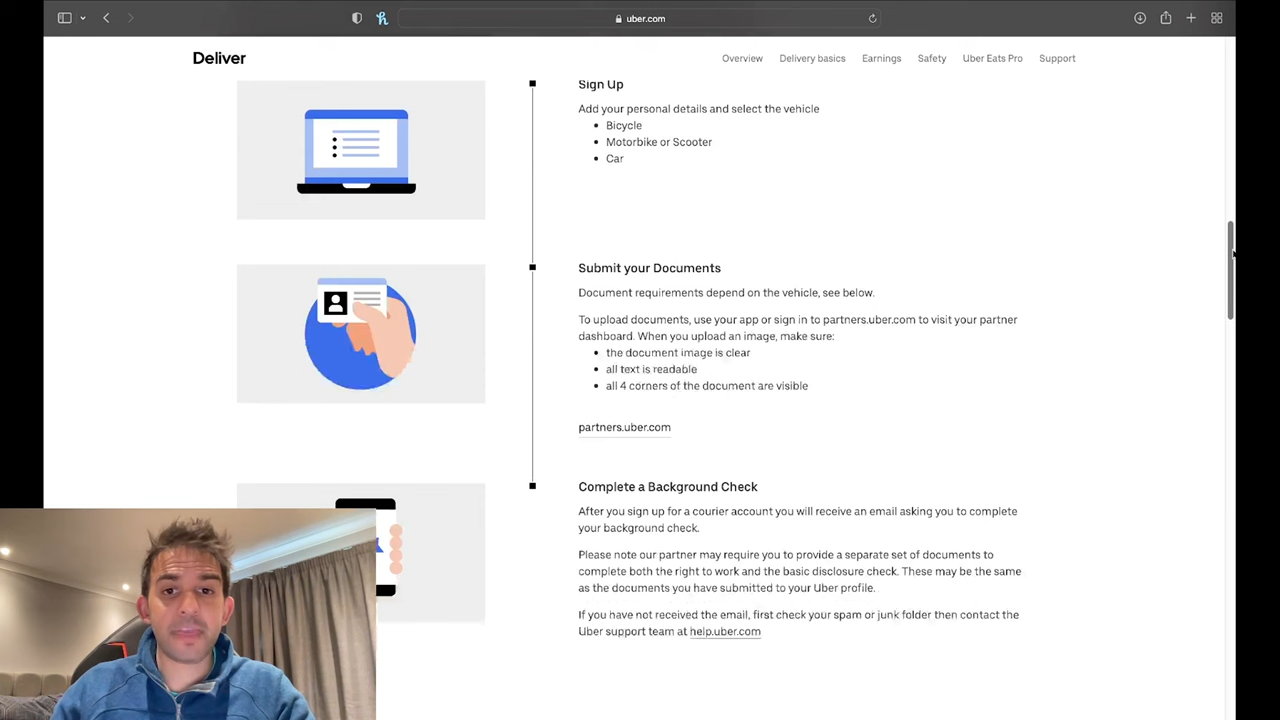 uber.com
Deliver
Overview
Delivery basics
Earnings
Safety
Uber Eats Pro
Support
Sign Up
Add your personal details and select the vehicle
• Bicycle
• Motorbike or Scooter
• Car
Submit your Documents
Document requirements depend on the vehicle, see below.
To upload documents, use your app or sign in to partners.uber.com to visit your partner
dashboard. When you upload an image, make sure:
• the document image is clear
• all text is readable
• all 4 corners of the document are visible
partners.uber.com
Complete a Background Check
After you sign up for a courier account you will receive an email asking you to complete
your background check.
Please note our partner may require you to provide a separate set of documents to
complete both the right to work and the basic disclosure check. These may be the same
as the documents you have submitted to your Uber profile.
If you have not received the email, first check your spam or junk folder then contact the
Uber support team at help.uber.com